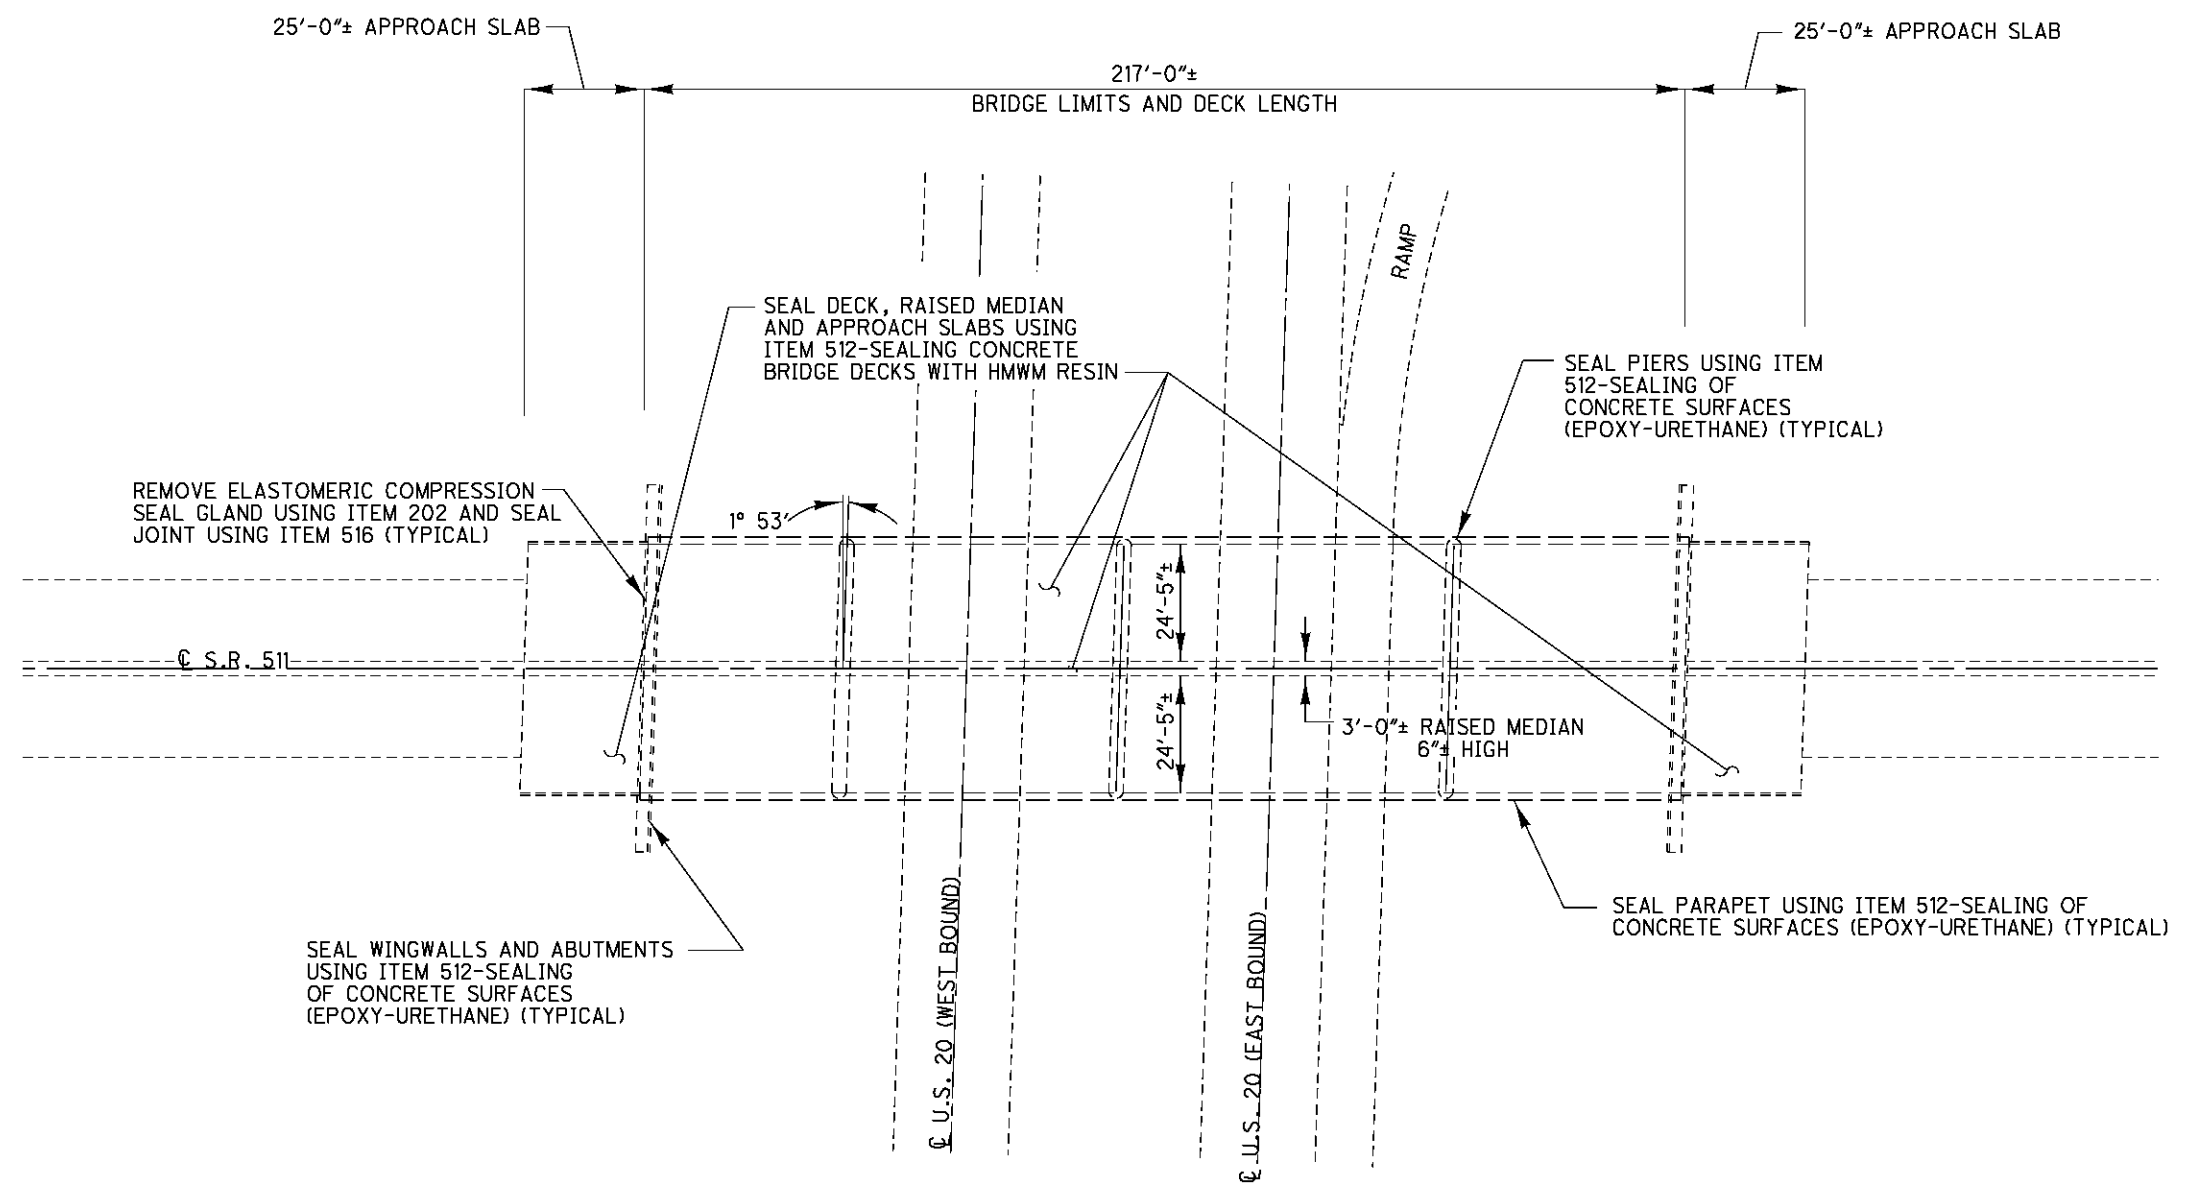 25'-0"± APPROACH SLAB
25'-0"± APPROACH SLAB
217'-0"±
BRIDGE LIMITS AND DECK LENGTH
RAMP
SEAL DECK, RAISED MEDIAN
AND APPROACH SLABS USING
ITEM 512-SEALING CONCRETE
BRIDGE DECKS WITH HMWM RESIN
SEAL PIERS USING ITEM
512-SEALING OF
CONCRETE SURFACES
(EPOXY-URETHANE) (TYPICAL)
REMOVE ELASTOMERIC COMPRESSION
SEAL GLAND USING ITEM 202 AND SEAL
JOINT USING ITEM 516 (TYPICAL)
1° 53'
24'-5"±
℄ S.R. 511
24'-5"±
3'-0"± RAISED MEDIAN
6"± HIGH
SEAL PARAPET USING ITEM 512-SEALING OF
CONCRETE SURFACES (EPOXY-URETHANE) (TYPICAL)
SEAL WINGWALLS AND ABUTMENTS
USING ITEM 512-SEALING
OF CONCRETE SURFACES
(EPOXY-URETHANE) (TYPICAL)
℄ U.S. 20 (WEST BOUND)
℄ U.S. 20 (EAST BOUND)